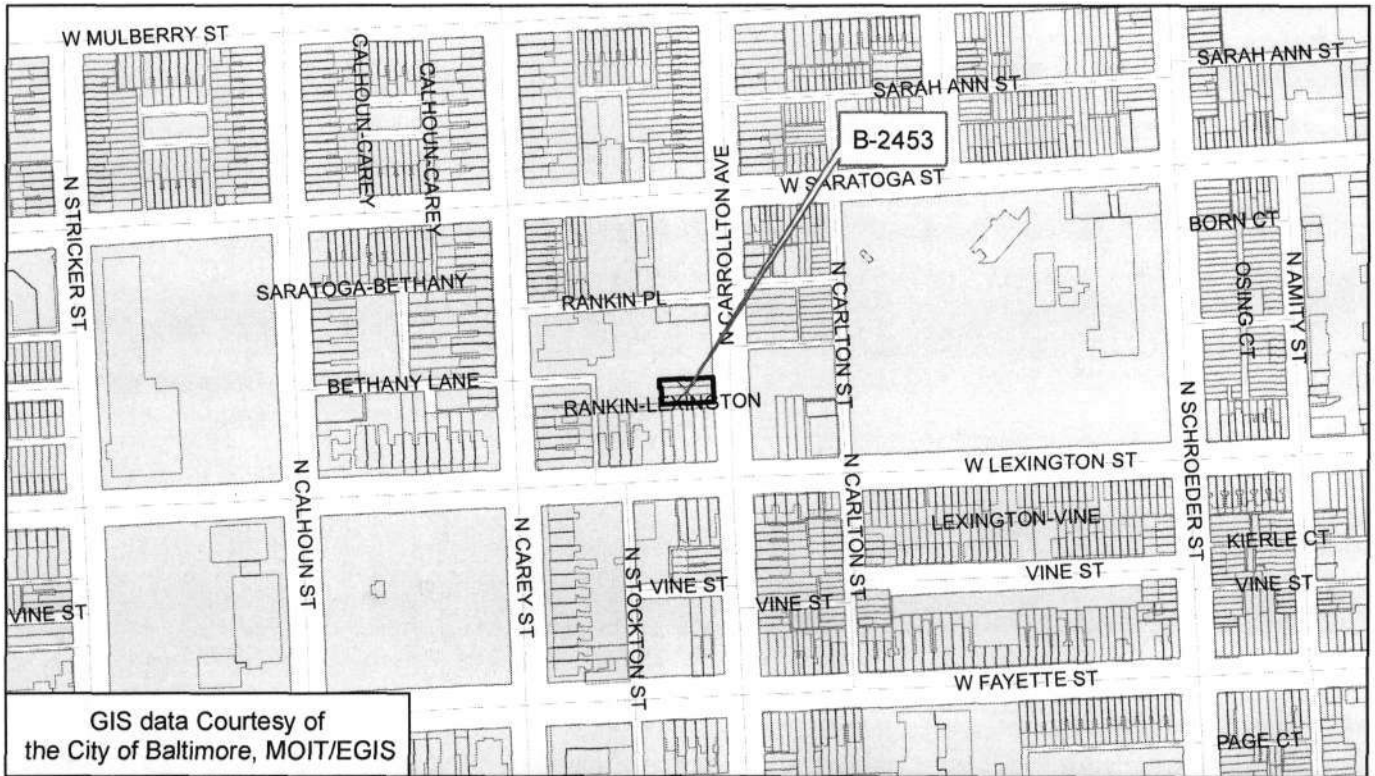 W MULBERRY ST
CALHOUN-CAREY
CALHOUN-CAREY
SARAH ANN ST
SARAH ANN ST
B-2453
W SARATOGA ST
N STRICKER ST
N CARROLLTON AVE
BORN CT
SARATOGA-BETHANY
RANKIN PL
N CARLTON ST
OSING CT
N AMITY ST
BETHANY LANE
RANKIN-LEXINGTON
N SCHROEDER ST
W LEXINGTON ST
N CALHOUN ST
N CAREY ST
N STOCKTON ST
N CARLTON ST
LEXINGTON-VINE
KIERLE CT
VINE ST
VINE ST
VINE ST
VINE ST
VINE ST
W FAYETTE ST
PAGE CT
GIS data Courtesy of
the City of Baltimore, MOIT/EGIS